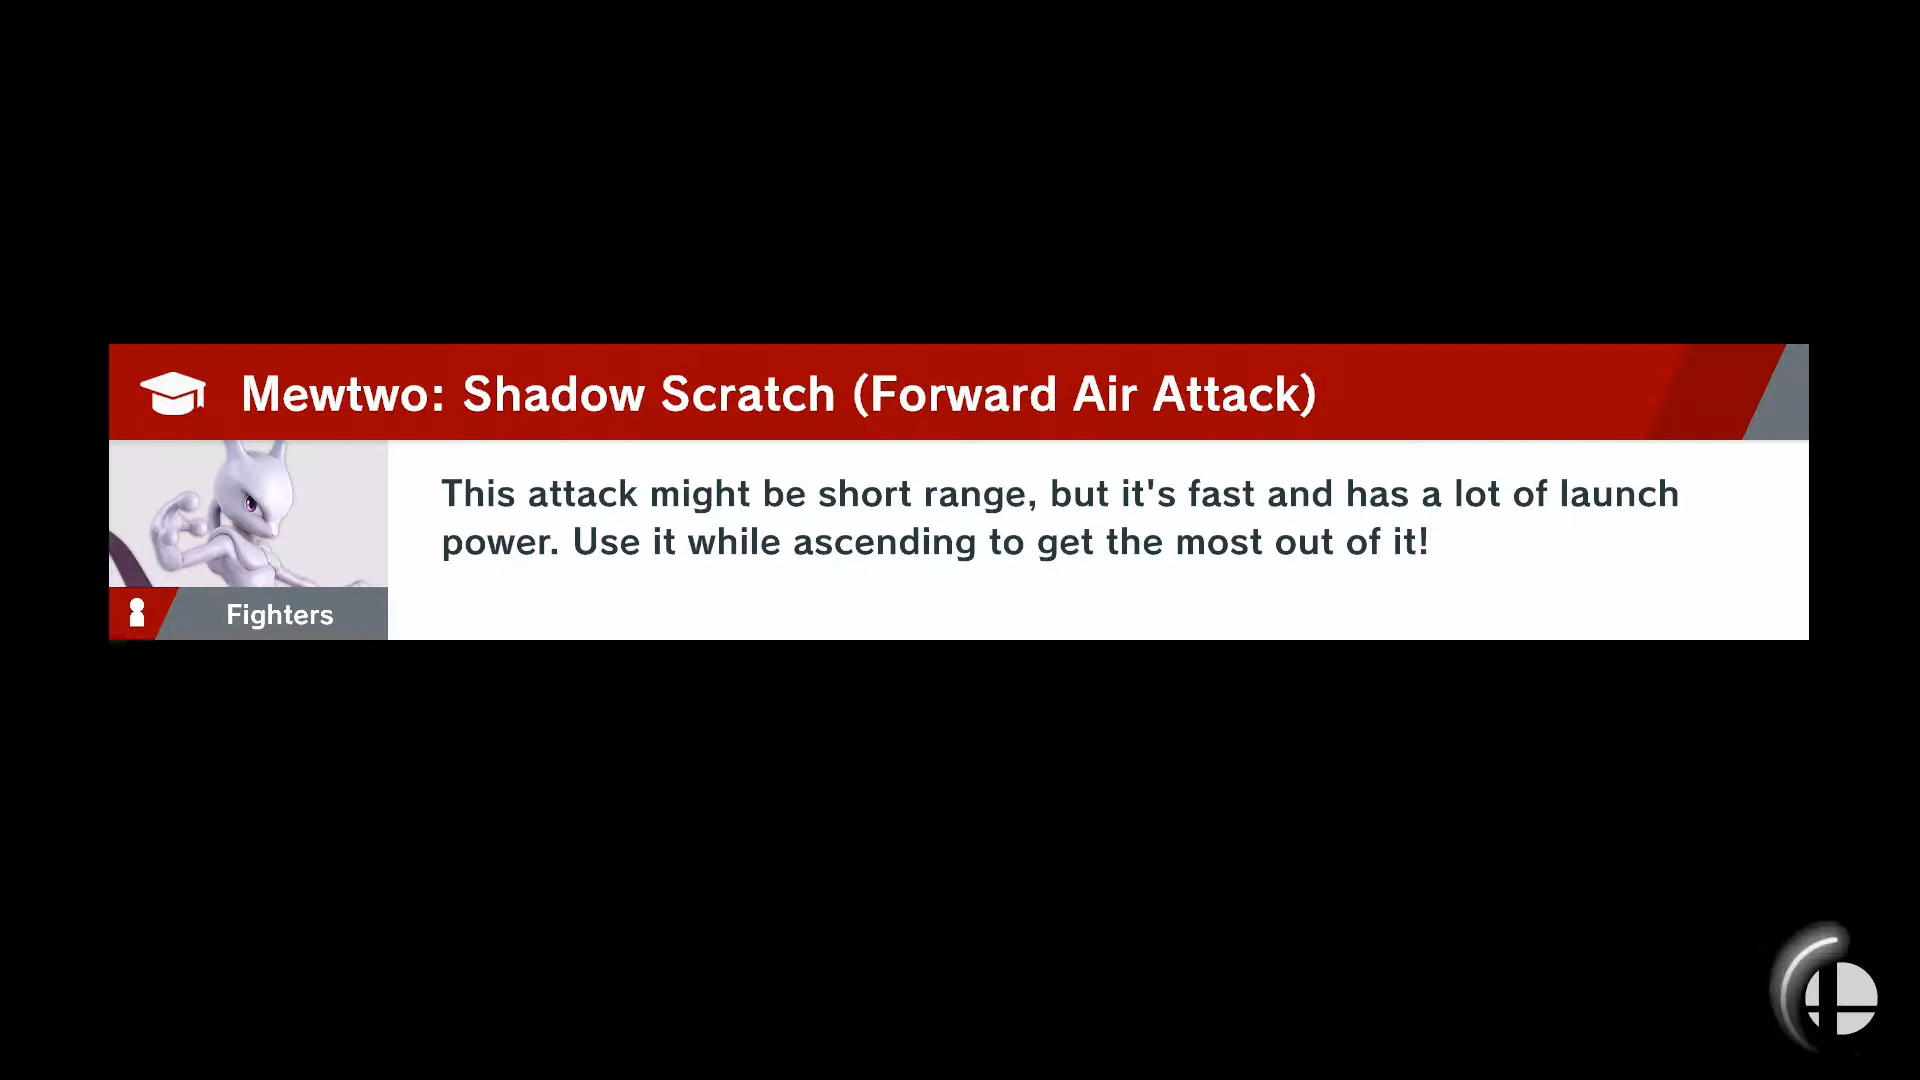 Mewtwo: Shadow Scratch (Forward Air Attack)
This attack might be short range, but it's fast and has a lot of launch
power. Use it while ascending to get the most out of it!
Fighters